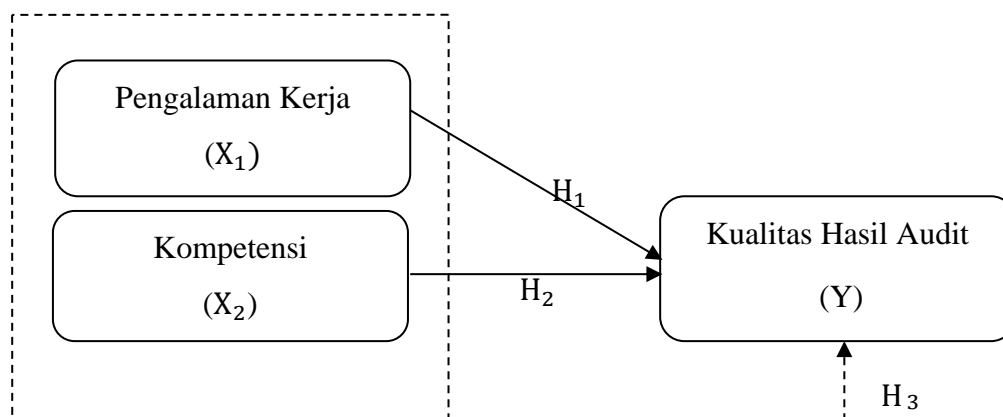 Pengalaman Kerja
(X₁)
H₁
Kompetensi
(X₂)
H₂
Kualitas Hasil Audit
(Y)
H₃